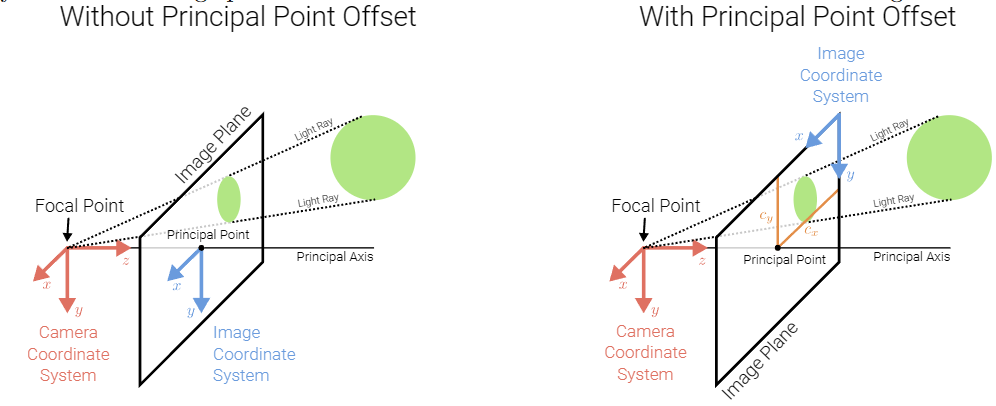 Without Principal Point Offset
Image Plane
Light Ray
Light Ray
Focal Point
Principal Point
Principal Axis
z
x
y
x
y
Camera
Coordinate
System
Image
Coordinate
System
With Principal Point Offset
Image
Coordinate
System
x
y
Light Ray
Light Ray
Focal Point
c_y
c_x
Principal Point
Principal Axis
z
x
y
Camera
Coordinate
System
Image Plane